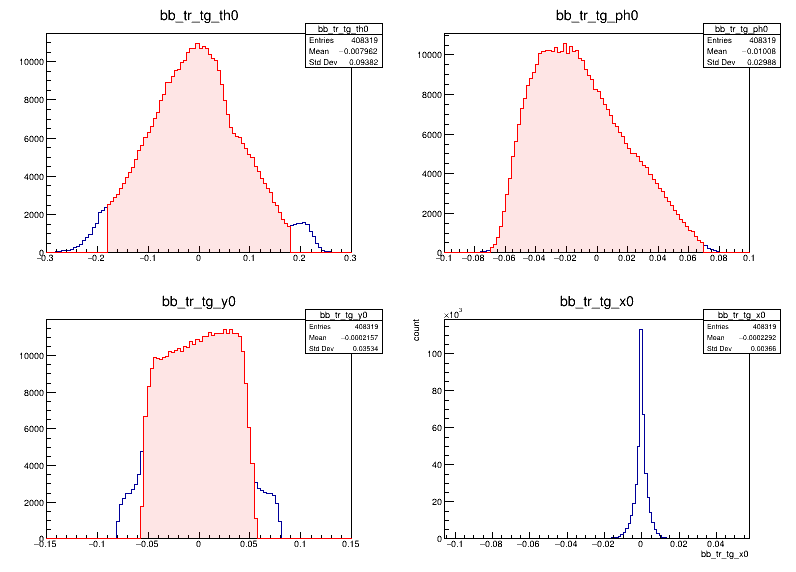 bb_tr_tg_th0
bb_tr_tg_th0
Entries 408319
Mean −0.007962
Std Dev 0.09382
10000
8000
6000
4000
2000
0
−0.3 −0.2 −0.1 0 0.1 0.2 0.3
bb_tr_tg_ph0
bb_tr_tg_ph0
Entries 408319
Mean −0.01008
Std Dev 0.02988
10000
8000
6000
4000
2000
0
−0.1 −0.08 −0.06 −0.04 −0.02 0 0.02 0.04 0.06 0.08 0.1
bb_tr_tg_y0
bb_tr_tg_y0
Entries 408319
Mean −0.0002157
Std Dev 0.03534
10000
8000
6000
4000
2000
0
−0.15 −0.1 −0.05 0 0.05 0.1 0.15
bb_tr_tg_x0
bb_tr_tg_x0
Entries 408319
Mean −0.0002292
Std Dev 0.00366
×10³
count
100
80
60
40
20
0
−0.1 −0.08 −0.06 −0.04 −0.02 0 0.02 0.04
bb_tr_tg_x0